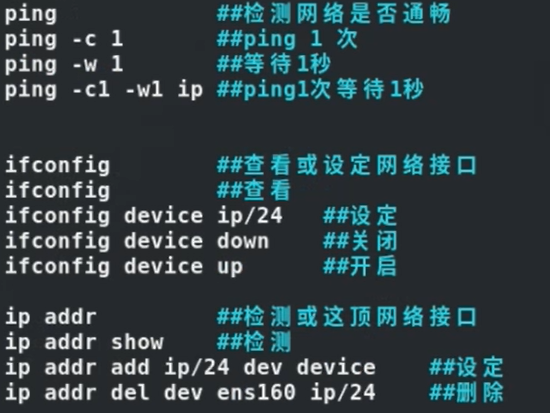 ping ##检测网络是否通畅
ping -c 1 ##ping 1 次
ping -w 1 ##等待1秒
ping -c1 -w1 ip ##ping1次等待1秒
ifconfig ##查看或设定网络接口
ifconfig ##查看
ifconfig device ip/24 ##设定
ifconfig device down ##关闭
ifconfig device up ##开启
ip addr ##检测或这顶网络接口
ip addr show ##检测
ip addr add ip/24 dev device ##设定
ip addr del dev ens160 ip/24 ##删除